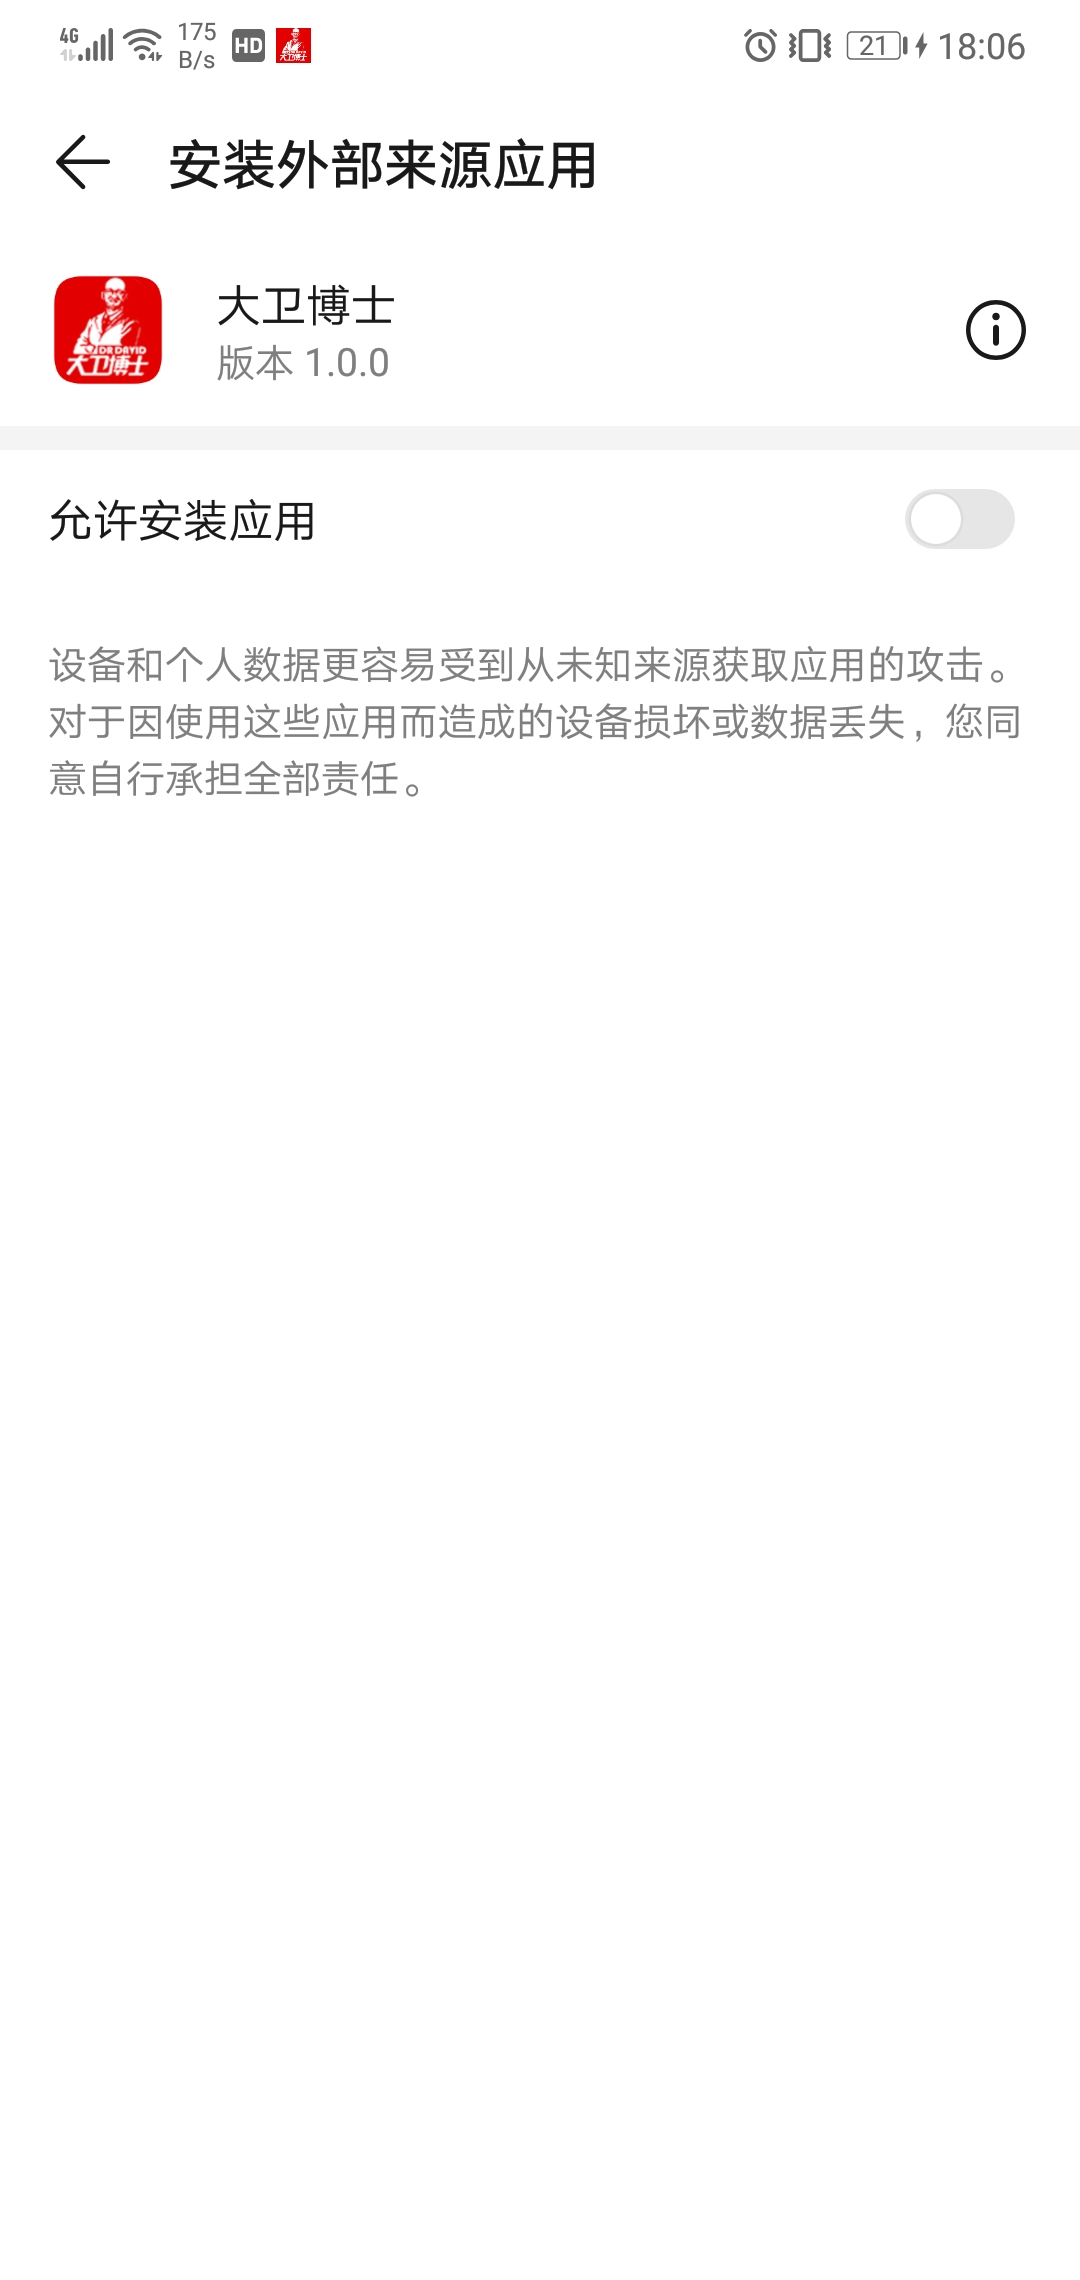 4G 175 B/s HD 21 18:06
安装外部来源应用
DR DAVID
大卫博士
大卫博士
版本 1.0.0
允许安装应用
设备和个人数据更容易受到从未知来源获取应用的攻击。
对于因使用这些应用而造成的设备损坏或数据丢失，您同
意自行承担全部责任。